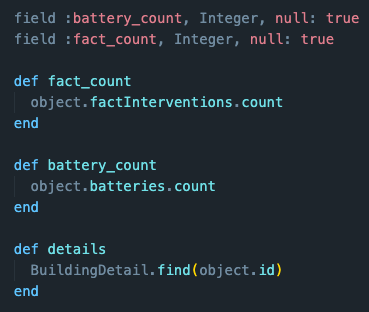 field :battery_count, Integer, null: true
field :fact_count, Integer, null: true
def fact_count
object.factInterventions.count
end
def battery_count
object.batteries.count
end
def details
BuildingDetail.find(object.id)
end